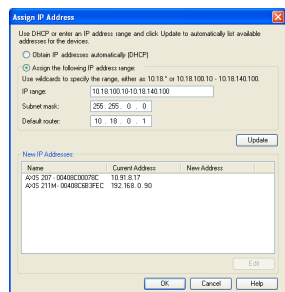 Assign IP Address
Use DHCP or enter an IP address range and click Update to automatically list available
addresses for the devices.
Obtain IP addresses automatically (DHCP)
Assign the following IP address range:
Use wildcards to specify the range, either as 10.18.* or 10.18.100.10 - 10.18.140.100.
IP range: 10.18.100.10-10.18.140.100
Subnet mask: 255 . 255 . 0 . 0
Default router: 10 . 18 . 0 . 1
Update
New IP Addresses:
Name Current Address New Address
AXIS 207 - 00408C00078C 10.91.8.17
AXIS 211M - 00408C6B3FEC 192.168.0.90
Edit
OK Cancel Help